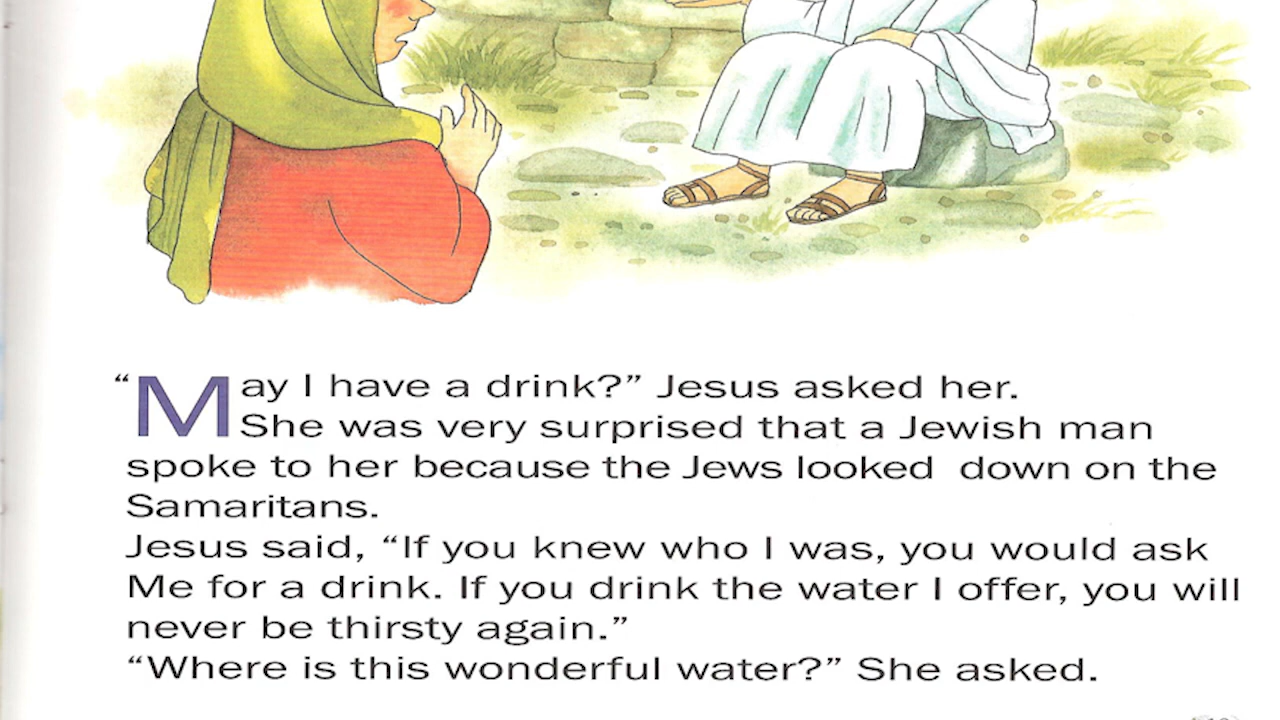 “May I have a drink?” Jesus asked her.
She was very surprised that a Jewish man
spoke to her because the Jews looked  down on the
Samaritans.
Jesus said, “If you knew who I was, you would ask
Me for a drink. If you drink the water I offer, you will
never be thirsty again.”
“Where is this wonderful water?” She asked.